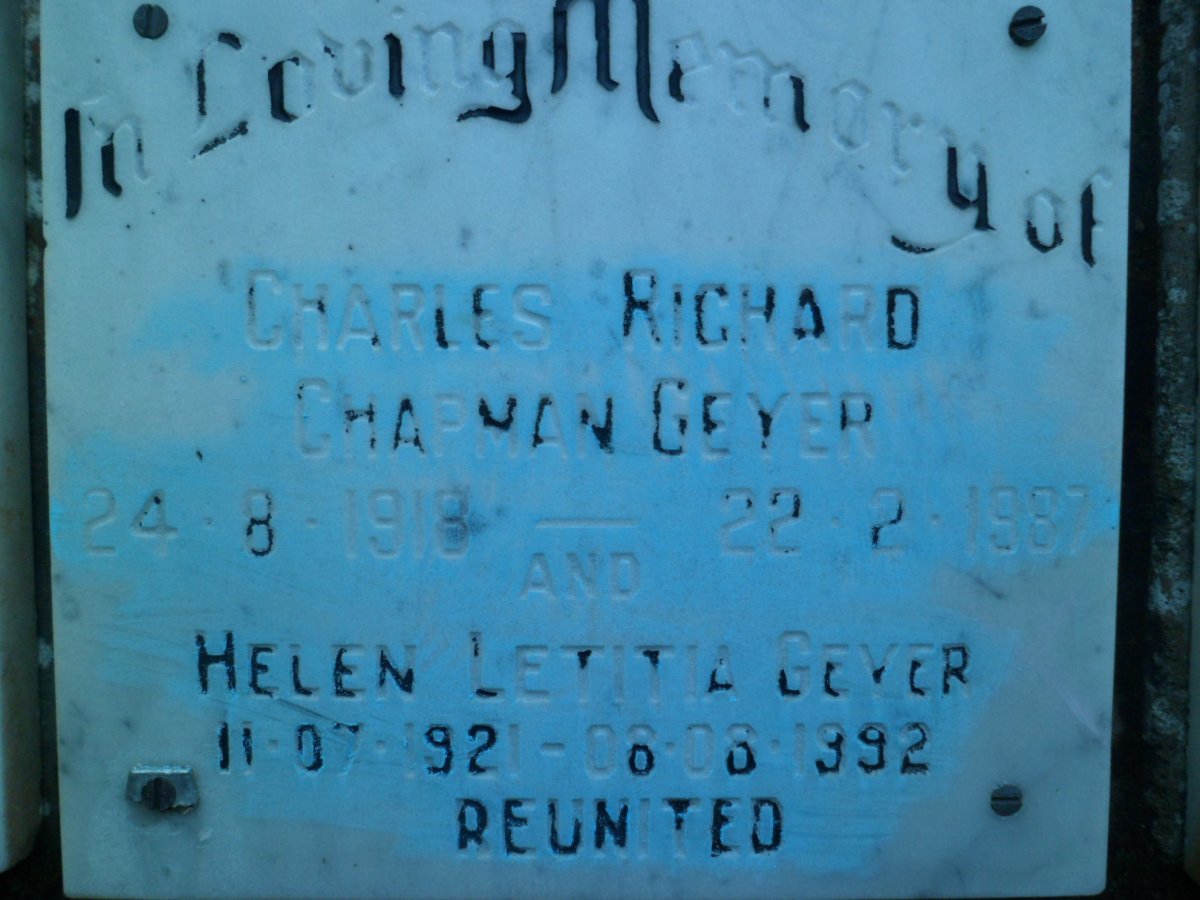 In Loving Memory of
CHARLES RICHARD
CHAPMAN GEYER
24·8·1918 — 22·2·1987
AND
HELEN LETITIA GEYER
11·07·1921-08·08·1992
REUNITED